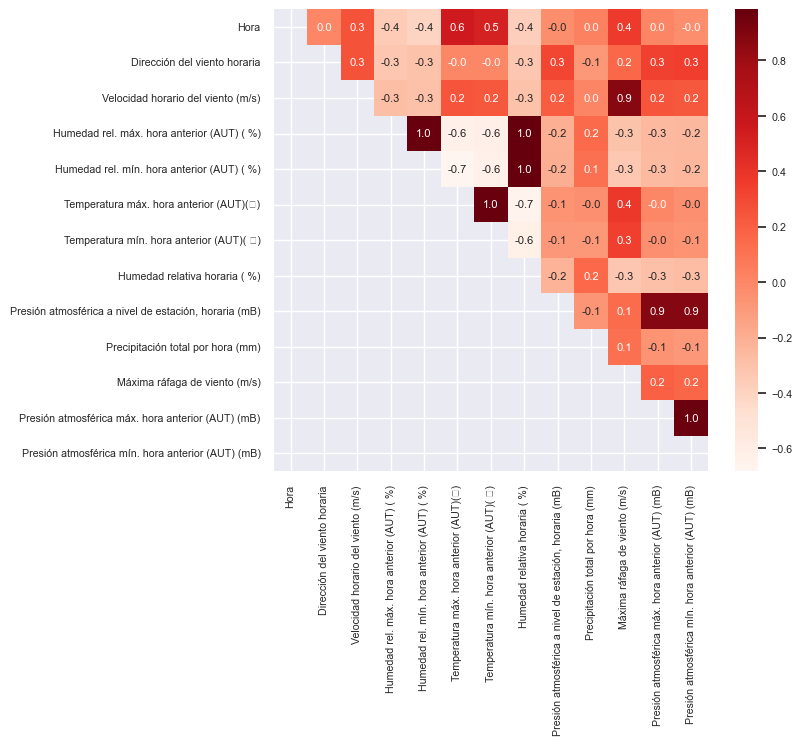 Hora 0.0 0.3 -0.4 -0.4 0.6 0.5 -0.4 -0.0 0.0 0.4 -0.0 -0.0
Dirección del viento horaria 0.3 -0.3 -0.3 -0.0 -0.0 -0.3 0.3 -0.1 0.2 0.3 0.3
Velocidad horario del viento (m/s) -0.3 -0.3 0.2 0.2 -0.3 0.2 0.0 0.9 0.2 0.2
Humedad rel. máx. hora anterior (AUT) ( %) 1.0 -0.6 -0.6 1.0 -0.2 0.2 -0.3 -0.3 -0.2
Humedad rel. mín. hora anterior (AUT) ( %) -0.7 -0.6 1.0 -0.2 0.1 -0.3 -0.3 -0.2
Temperatura máx. hora anterior (AUT)(▯) 1.0 -0.7 -0.1 -0.0 0.4 -0.0 -0.0
Temperatura mín. hora anterior (AUT)( ▯) -0.6 -0.1 -0.1 0.3 -0.0 -0.1
Humedad relativa horaria ( %) -0.2 0.2 -0.3 -0.3 -0.3
Presión atmosférica a nivel de estación, horaria (mB) -0.1 0.1 0.9 0.9
Precipitación total por hora (mm) 0.1 -0.1 -0.1
Máxima ráfaga de viento (m/s) 0.2 0.2
Presión atmosférica máx. hora anterior (AUT) (mB) 1.0
Presión atmosférica mín. hora anterior (AUT) (mB)
Hora
Dirección del viento horaria
Velocidad horario del viento (m/s)
Humedad rel. máx. hora anterior (AUT) ( %)
Humedad rel. mín. hora anterior (AUT) ( %)
Temperatura máx. hora anterior (AUT)(▯)
Temperatura mín. hora anterior (AUT)( ▯)
Humedad relativa horaria ( %)
Presión atmosférica a nivel de estación, horaria (mB)
Precipitación total por hora (mm)
Máxima ráfaga de viento (m/s)
Presión atmosférica máx. hora anterior (AUT) (mB)
Presión atmosférica mín. hora anterior (AUT) (mB)
0.8
0.6
0.4
0.2
0.0
−0.2
−0.4
−0.6